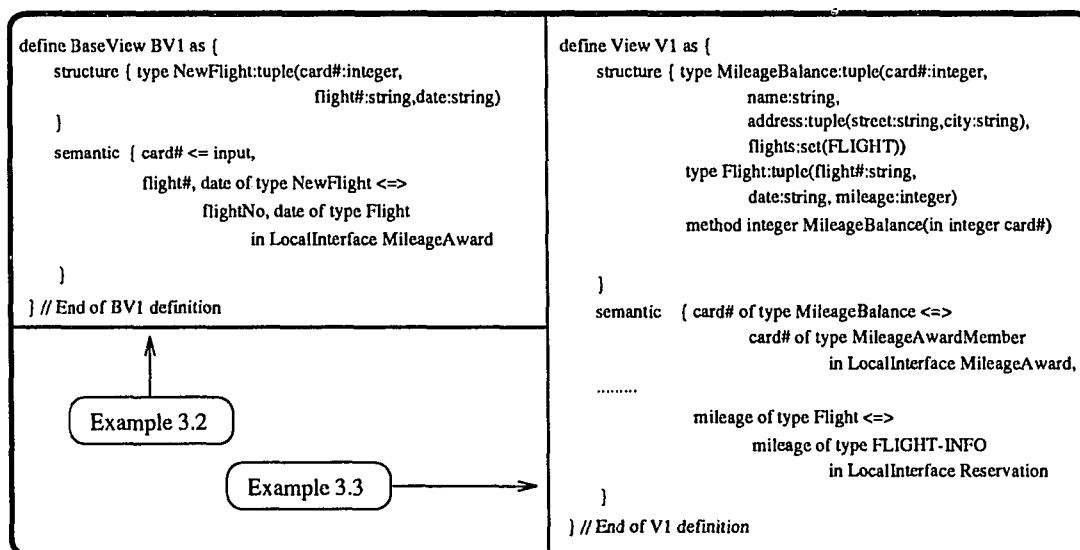 define BaseView BV1 as {
structure { type NewFlight:tuple(card#:integer,
flight#:string,date:string)
}
semantic { card# <= input,
flight#, date of type NewFlight <=>
flightNo, date of type Flight
in LocalInterface MileageAward
}
} // End of BV1 definition
Example 3.2
Example 3.3
define View V1 as {
structure { type MileageBalance:tuple(card#:integer,
name:string,
address:tuple(street:string,city:string),
flights:set(FLIGHT))
type Flight:tuple(flight#:string,
date:string, mileage:integer)
method integer MileageBalance(in integer card#)
}
semantic { card# of type MileageBalance <=>
card# of type MileageAwardMember
in LocalInterface MileageAward,
.........
mileage of type Flight <=>
mileage of type FLIGHT-INFO
in LocalInterface Reservation
}
} // End of V1 definition